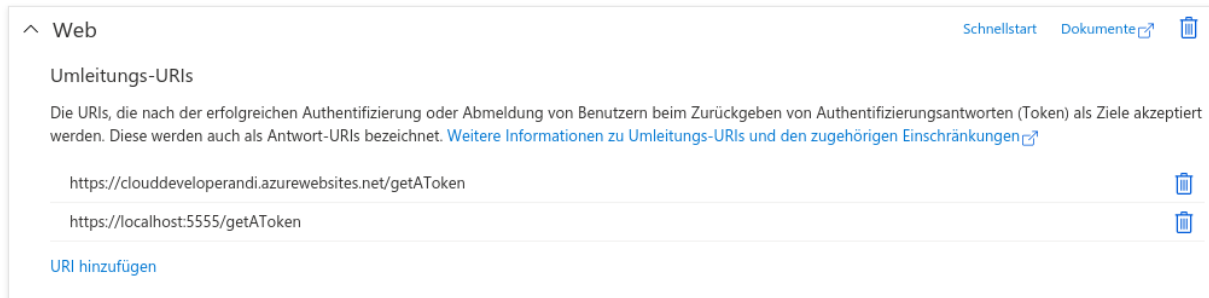 Web
Schnellstart
Dokumente
Umleitungs-URIs
Die URIs, die nach der erfolgreichen Authentifizierung oder Abmeldung von Benutzern beim Zurückgeben von Authentifizierungsantworten (Token) als Ziele akzeptiert
werden. Diese werden auch als Antwort-URIs bezeichnet. Weitere Informationen zu Umleitungs-URIs und den zugehörigen Einschränkungen
https://clouddeveloperandi.azurewebsites.net/getAToken
https://localhost:5555/getAToken
URI hinzufügen